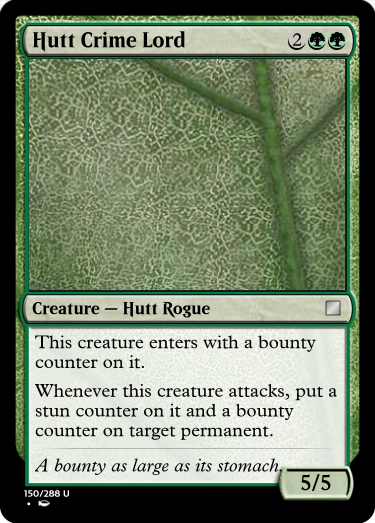 Hutt Crime Lord 2
Creature — Hutt Rogue
This creature enters with a bounty
counter on it.
Whenever this creature attacks, put a
stun counter on it and a bounty
counter on target permanent.
A bounty as large as its stomach.
5/5
150/288 U